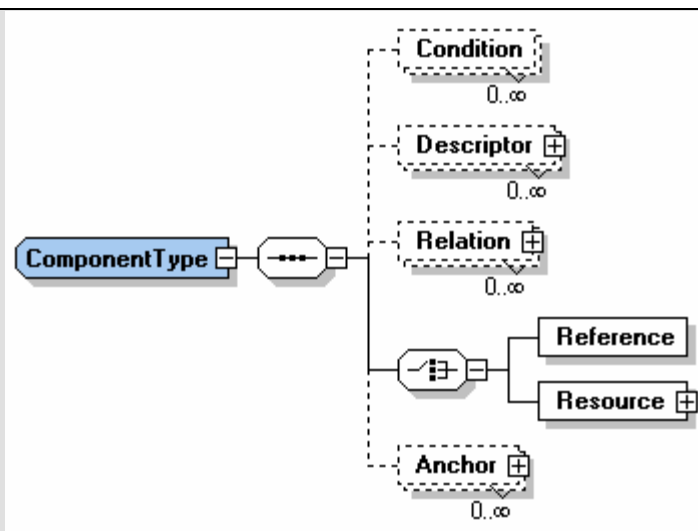 Condition
0..∞
Descriptor
0..∞
Relation
0..∞
ComponentType
Reference
Resource
Anchor
0..∞